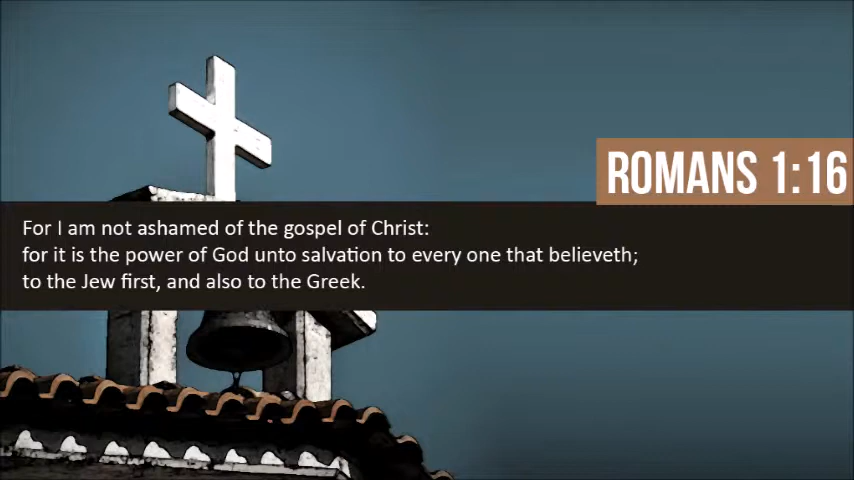 ROMANS 1:16
For I am not ashamed of the gospel of Christ:
for it is the power of God unto salvation to every one that believeth;
to the Jew first, and also to the Greek.